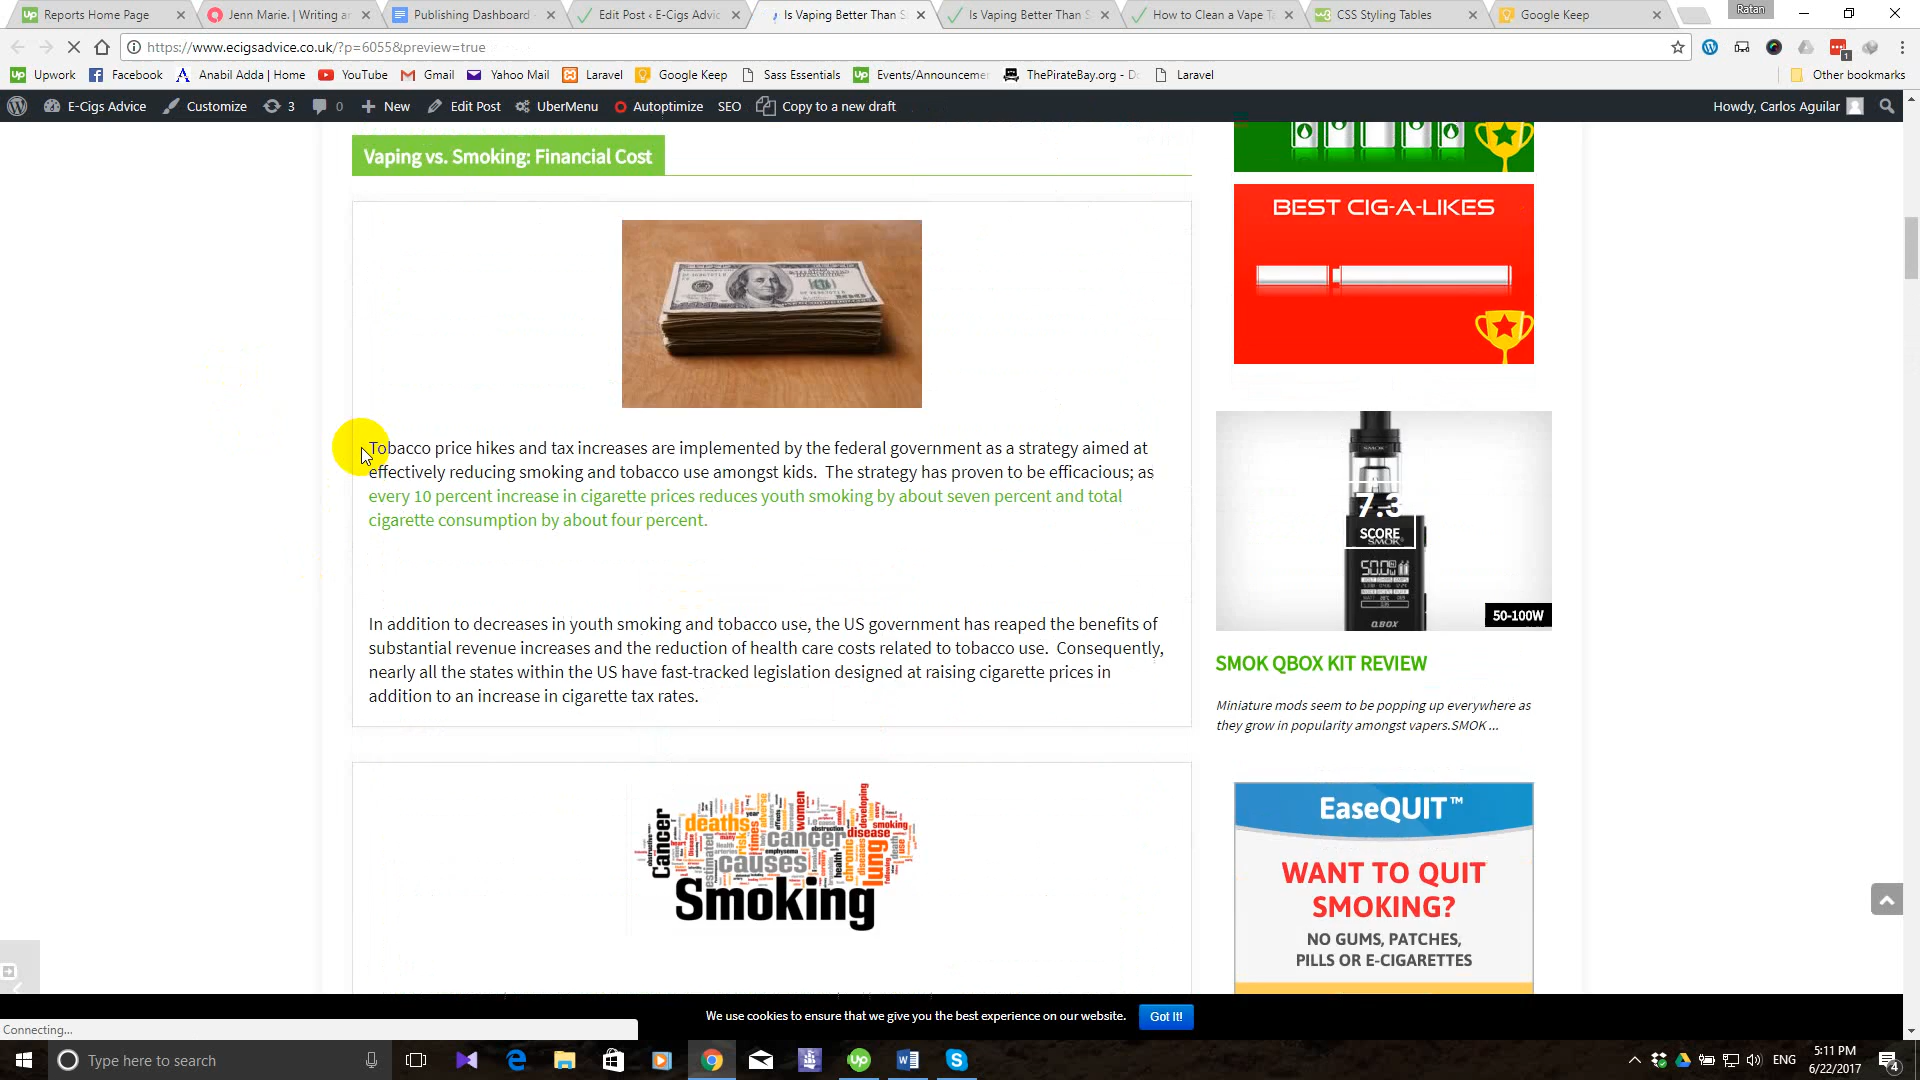 Reports Home Page
Jenn Marie. | Writing a
Publishing Dashboard
Edit Post ‹ E-Cigs Advic
Is Vaping Better Than S
Is Vaping Better Than S
How to Clean a Vape Ta
CSS Styling Tables
Google Keep
Ratan
https://www.ecigsadvice.co.uk/?p=6055&preview=true
Upwork
Facebook
Anabil Adda | Home
YouTube
Gmail
Yahoo Mail
Laravel
Google Keep
Sass Essentials
Events/Announceme
ThePirateBay.org - Do
Laravel
Other bookmarks
E-Cigs Advice
Customize
3
0
New
Edit Post
UberMenu
Autoptimize
SEO
Copy to a new draft
Howdy, Carlos Aguilar
Vaping vs. Smoking: Financial Cost
BEST CIG-A-LIKES
Tobacco price hikes and tax increases are implemented by the federal government as a strategy aimed at
effectively reducing smoking and tobacco use amongst kids.  The strategy has proven to be efficacious; as
every 10 percent increase in cigarette prices reduces youth smoking by about seven percent and total
cigarette consumption by about four percent.
In addition to decreases in youth smoking and tobacco use, the US government has reaped the benefits of
substantial revenue increases and the reduction of health care costs related to tobacco use.  Consequently,
nearly all the states within the US have fast-tracked legislation designed at raising cigarette prices in
addition to an increase in cigarette tax rates.
7.3
SCORE
SMOK
50.0W
QBOX
50-100W
SMOK QBOX KIT REVIEW
Miniature mods seem to be popping up everywhere as
they grow in popularity amongst vapers.SMOK ...
Cancer
deaths
cancer
causes
women
developing
smoking
disease
lung
chronic
estimated
Smoking
EaseQUIT™
WANT TO QUIT
SMOKING?
NO GUMS, PATCHES,
PILLS OR E-CIGARETTES
We use cookies to ensure that we give you the best experience on our website.
Got It!
Connecting...
Type here to search
ENG
5:11 PM
6/22/2017
4